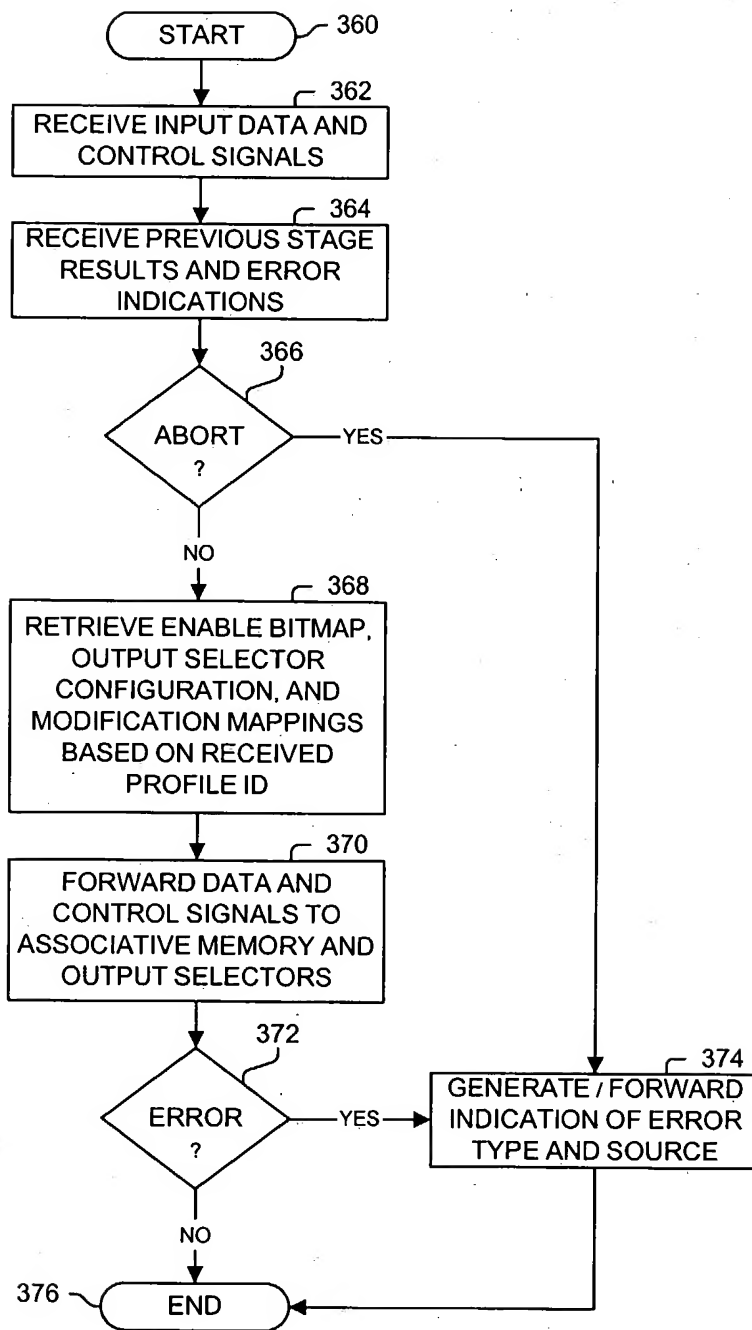 START
360
362
RECEIVE INPUT DATA AND
CONTROL SIGNALS
364
RECEIVE PREVIOUS STAGE
RESULTS AND ERROR
INDICATIONS
366
ABORT
?
YES
NO
368
RETRIEVE ENABLE BITMAP,
OUTPUT SELECTOR
CONFIGURATION, AND
MODIFICATION MAPPINGS
BASED ON RECEIVED
PROFILE ID
370
FORWARD DATA AND
CONTROL SIGNALS TO
ASSOCIATIVE MEMORY AND
OUTPUT SELECTORS
372
ERROR
?
YES
374
GENERATE / FORWARD
INDICATION OF ERROR
TYPE AND SOURCE
NO
376
END